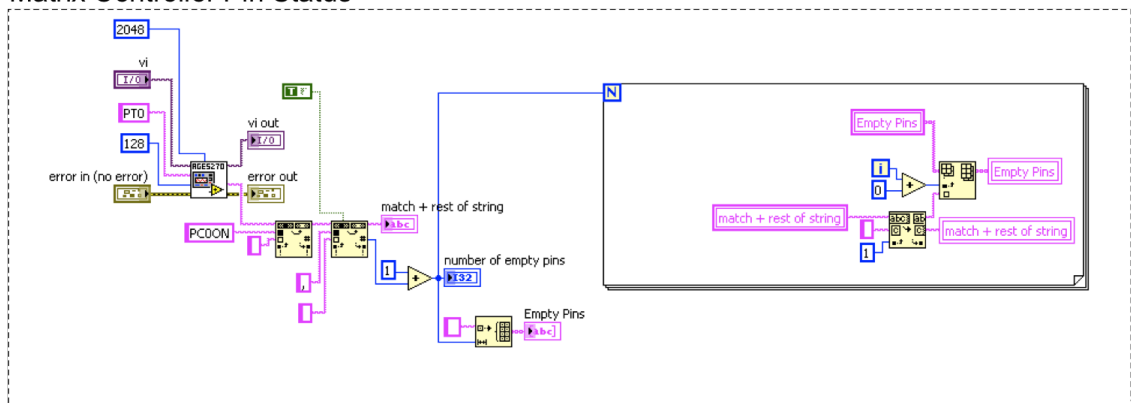 Matrix Controller Pin Status
2048
vi
I/O
T
PT0
128
vi out
I/O
AG5270
error in (no error)
error out
match + rest of string
abc
PC0ON
,
1
number of empty pins
I32
Empty Pins
abc
N
Empty Pins
i
0
Empty Pins
match + rest of string
match + rest of string
1